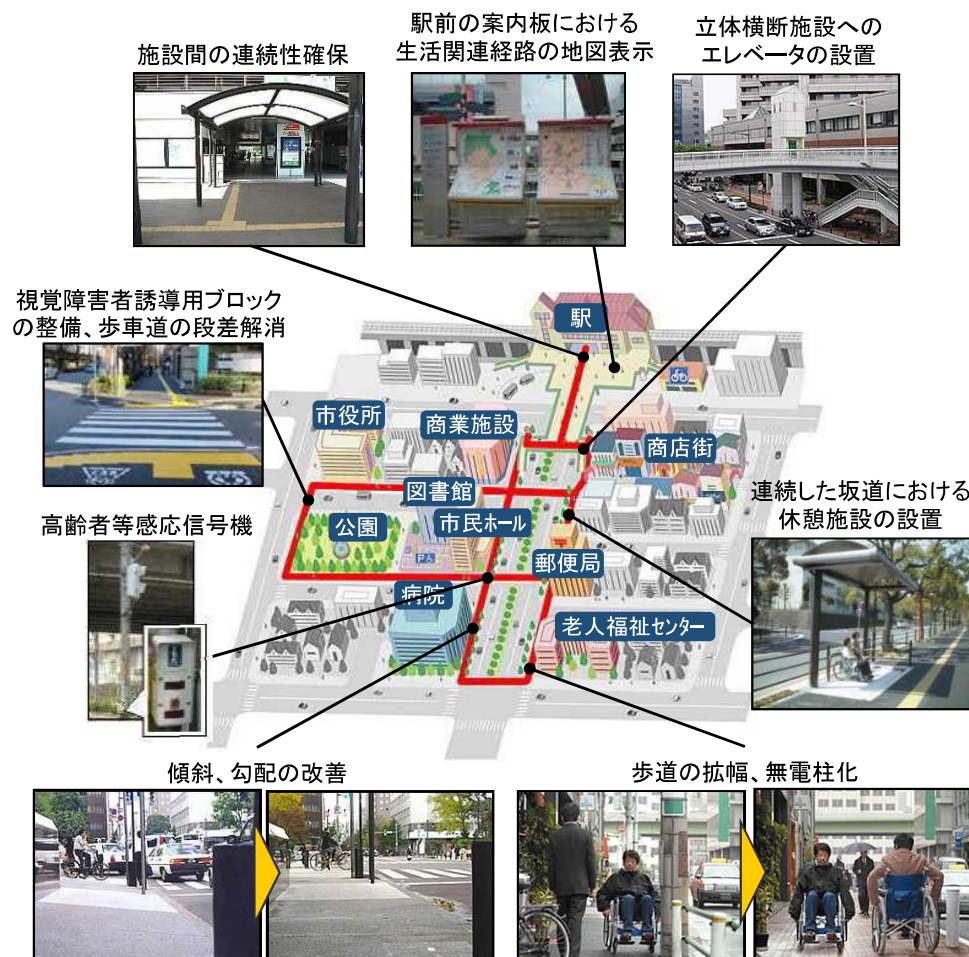 施設間の連続性確保
駅前の案内板における
生活関連経路の地図表示
立体横断施設への
エレベータの設置
視覚障害者誘導用ブロック
の整備、歩車道の段差解消
駅
市役所
商業施設
商店街
図書館
公園
市民ホール
郵便局
病院
老人福祉センター
高齢者等感応信号機
連続した坂道における
休憩施設の設置
傾斜、勾配の改善
歩道の拡幅、無電柱化